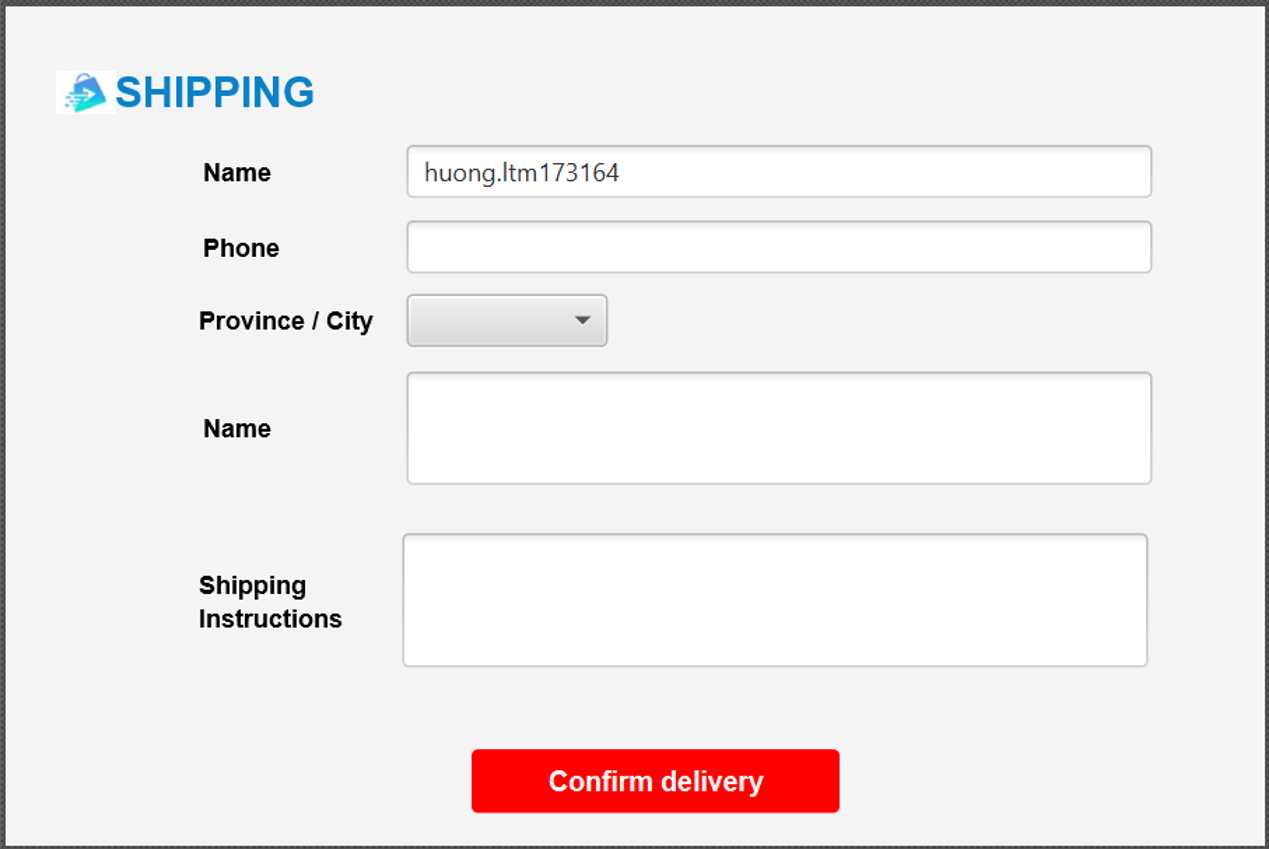 SHIPPING
Name
huong.ltm173164
Phone
Province / City
Name
Shipping
Instructions
Confirm delivery